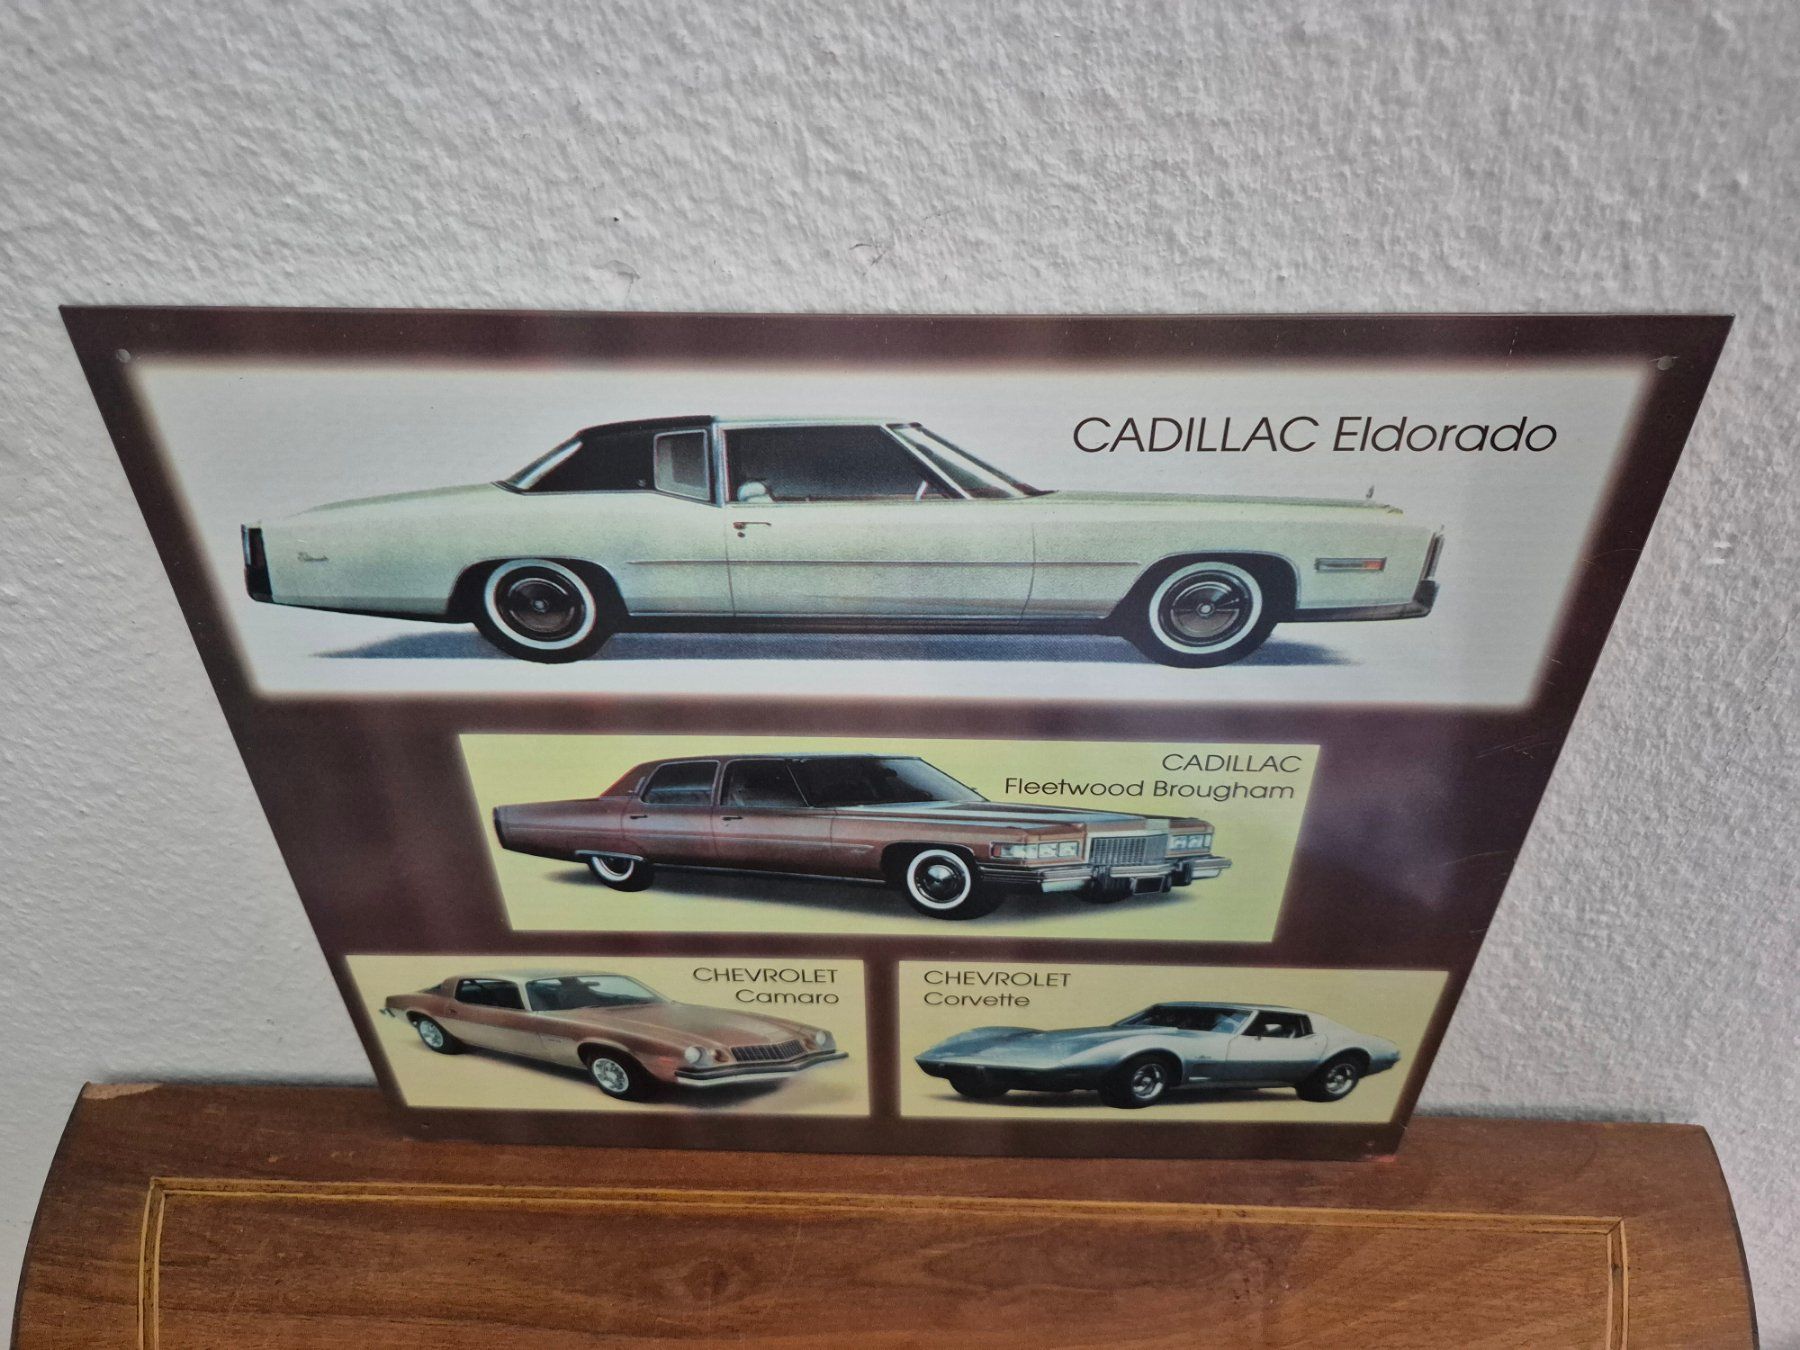 CADILLAC Eldorado
CADILLAC
Fleetwood Brougham
CHEVROLET
Camaro
CHEVROLET
Corvette